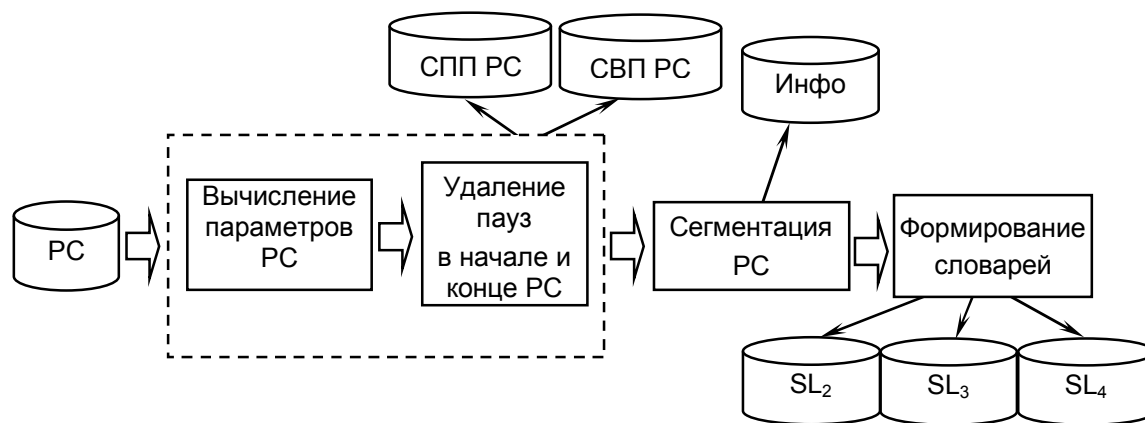 СПП РС
СВП РС
Инфо
РС
Вычисление
параметров
РС
Удаление
пауз
в начале и
конце РС
Сегментация
РС
Формирование
словарей
SL₂
SL₃
SL₄